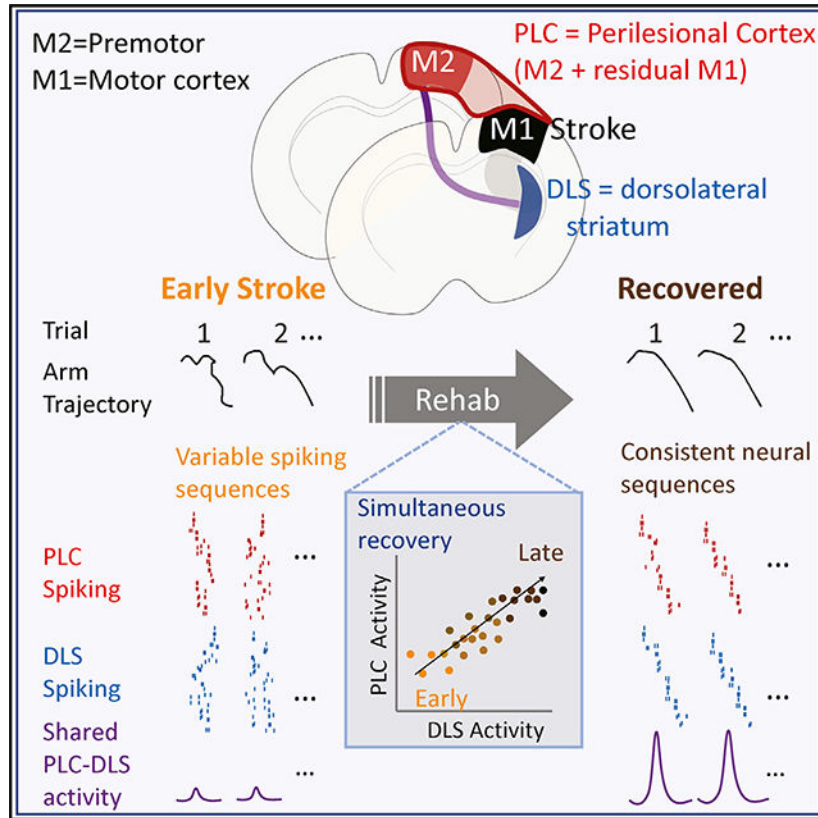 M2=Premotor
M1=Motor cortex
PLC = Perilesional Cortex
(M2 + residual M1)
M2
M1 Stroke
DLS = dorsolateral
striatum
Early Stroke
Recovered
Trial
1 2 ...
1 2 ...
Arm
Trajectory
Rehab
Variable spiking
sequences
Consistent neural
sequences
Simultaneous
recovery
Late
PLC Activity
Early
DLS Activity
PLC
Spiking
...
...
DLS
Spiking
...
...
Shared
PLC-DLS
activity
...
...